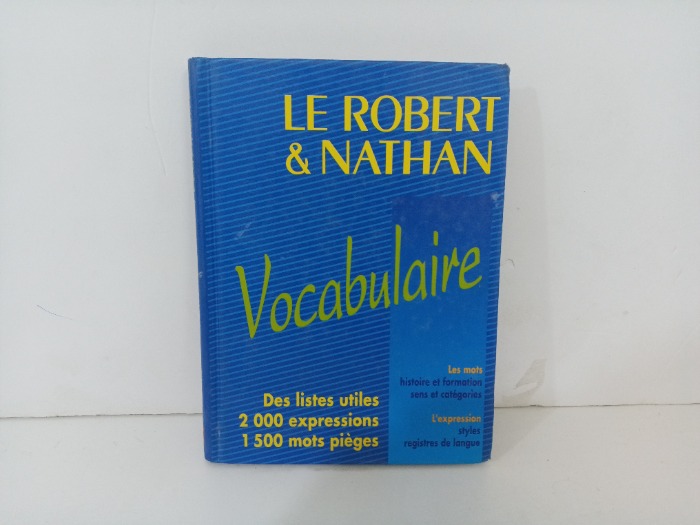 LE ROBERT
& NATHAN
Vocabulaire
Des listes utiles
2 000 expressions
1 500 mots pièges
Les mots
histoire et formation
sens et catégories
L'expression
styles
registres de langue